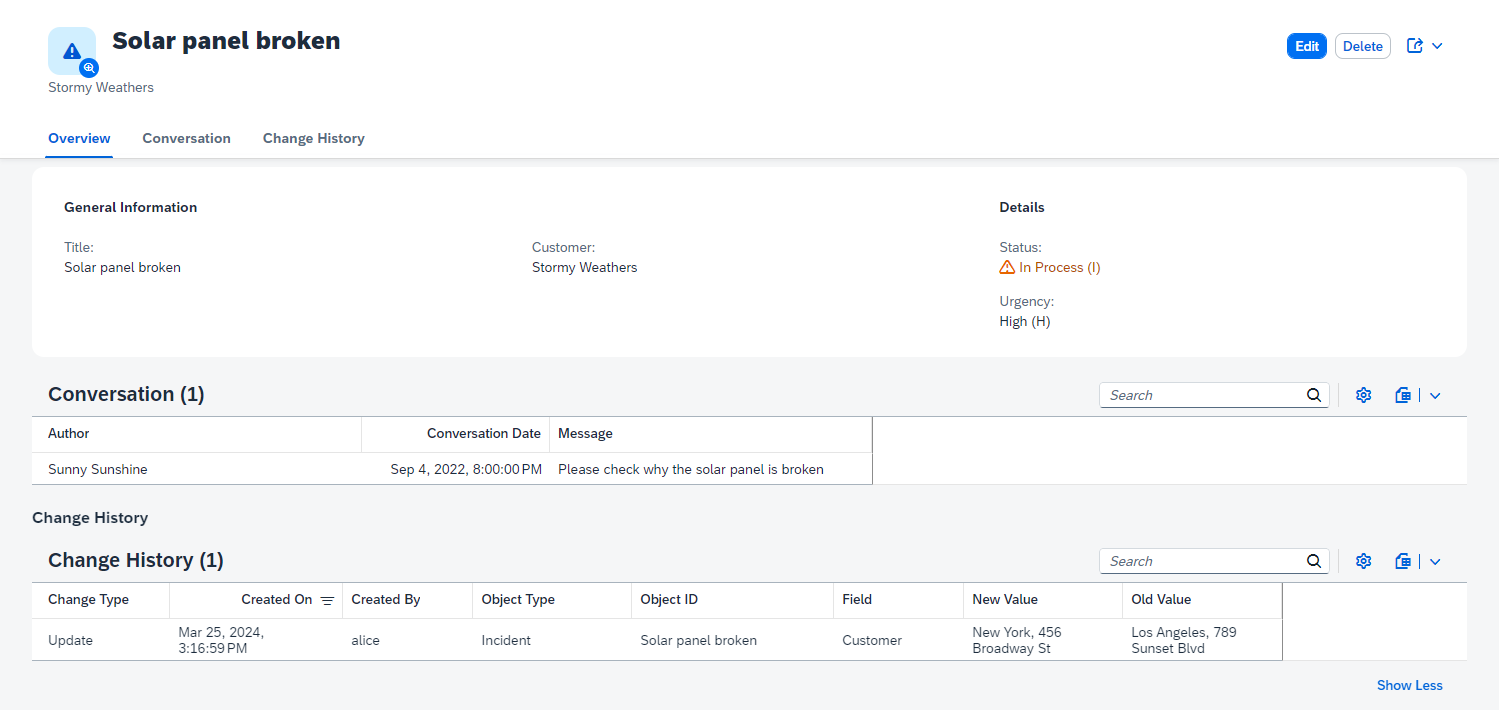 Solar panel broken
Edit
Delete
Stormy Weathers
Overview
Conversation
Change History
General Information
Details
Title:
Customer:
Status:
Solar panel broken
Stormy Weathers
In Process (I)
Urgency:
High (H)
Conversation (1)
Search
Author
Conversation Date
Message
Sunny Sunshine
Sep 4, 2022, 8:00:00 PM
Please check why the solar panel is broken
Change History
Change History (1)
Search
Change Type
Created On
Created By
Object Type
Object ID
Field
New Value
Old Value
Update
Mar 25, 2024,
3:16:59 PM
alice
Incident
Solar panel broken
Customer
New York, 456
Broadway St
Los Angeles, 789
Sunset Blvd
Show Less